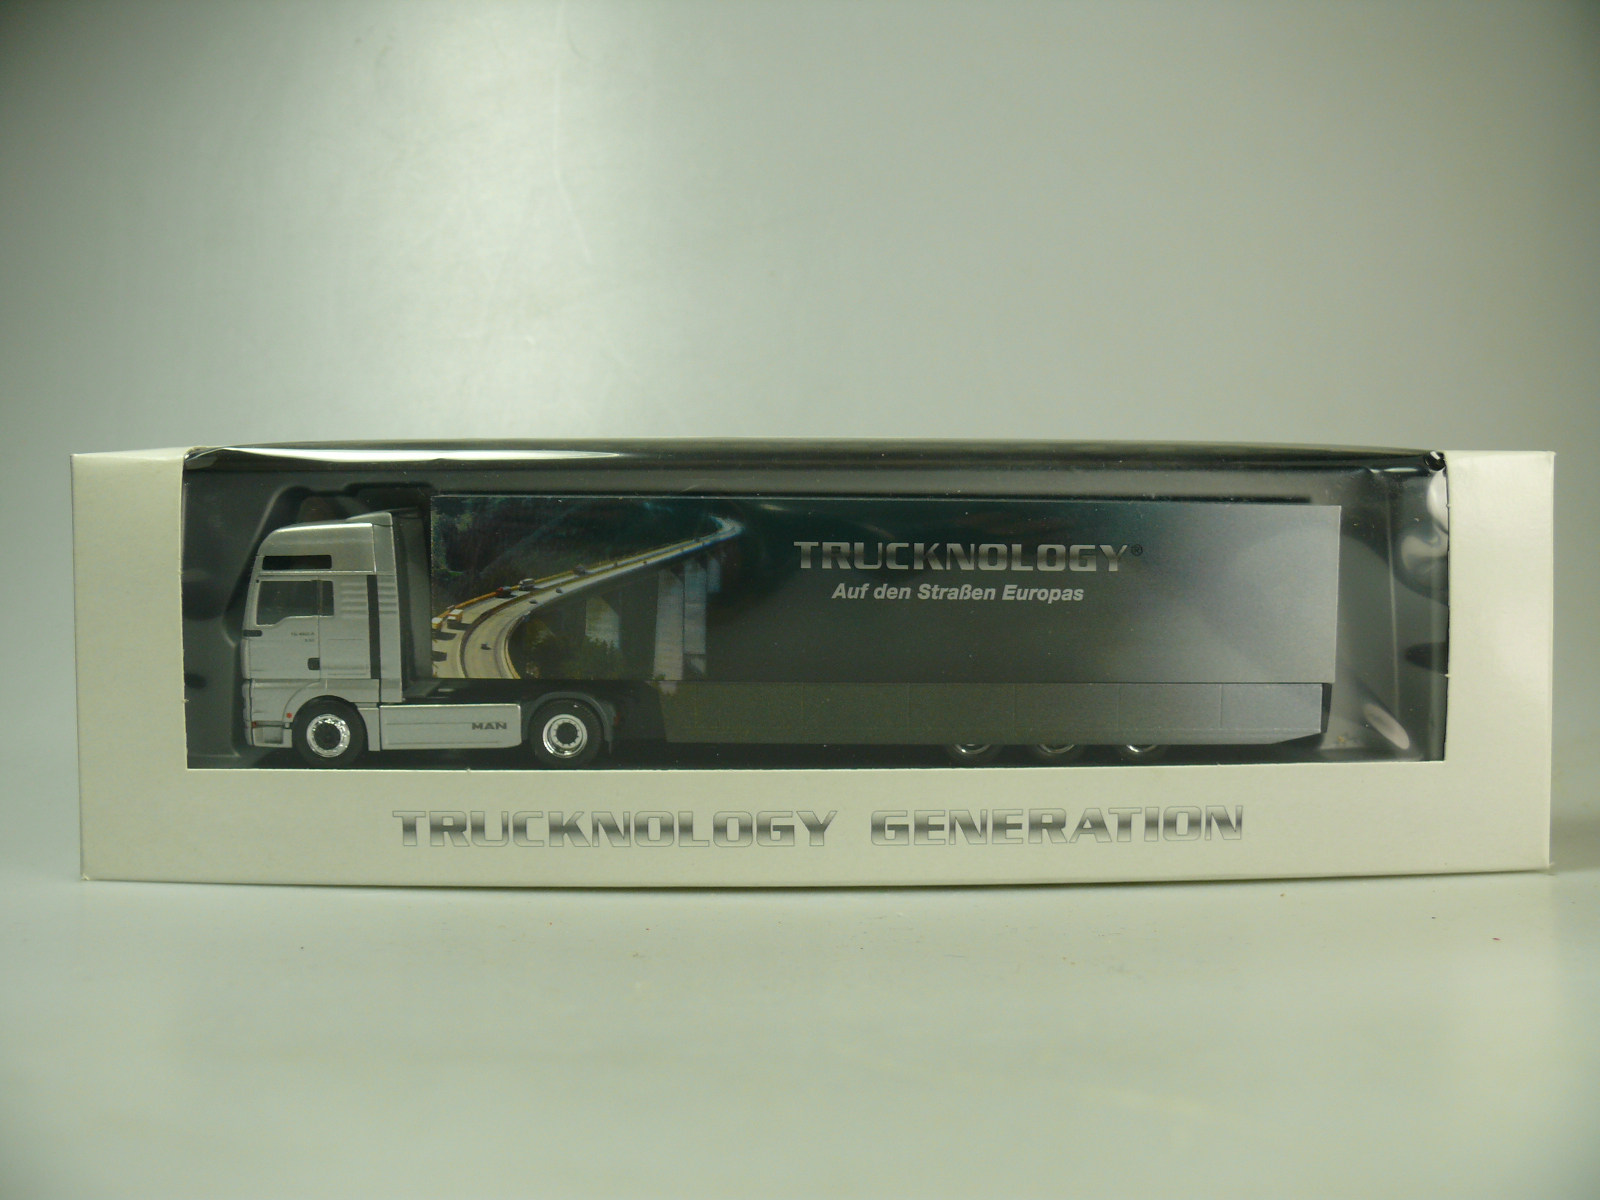 TRUCKNOLOGY®
Auf den Straßen Europas
MAN
TRUCKNOLOGY GENERATION